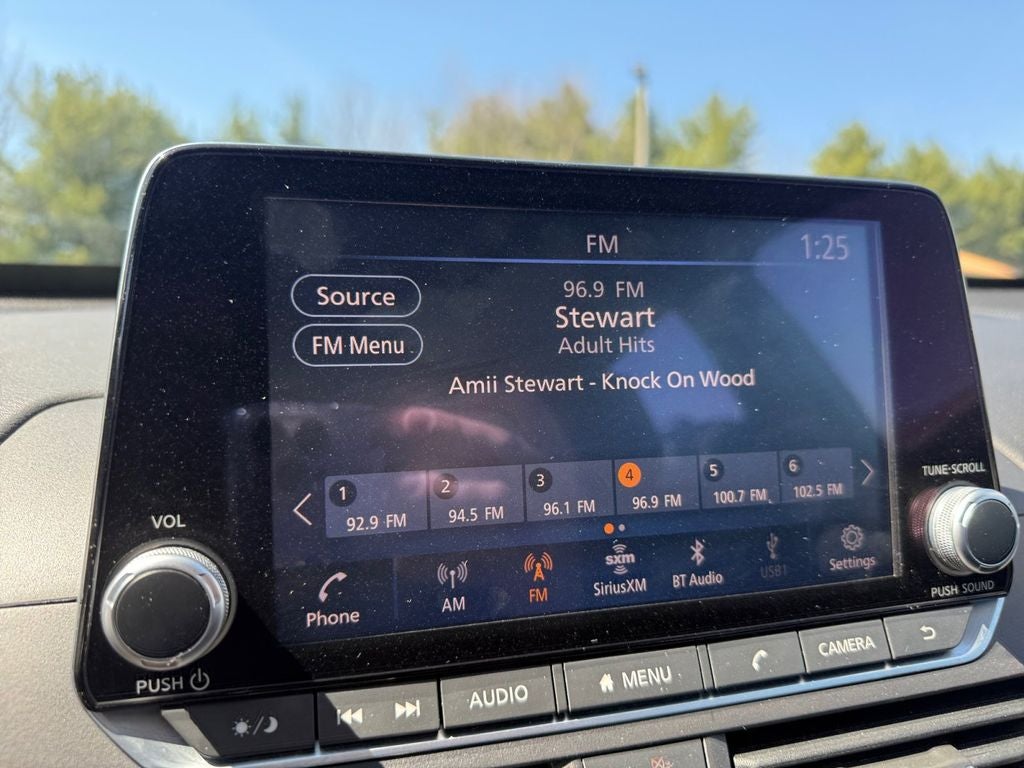 FM 1:25
Source
FM Menu
96.9 FM
Stewart
Adult Hits
Amii Stewart - Knock On Wood
1 2 3 4 5 6
92.9 FM 94.5 FM 96.1 FM 96.9 FM 100.7 FM 102.5 FM
Phone AM FM sxm SiriusXM BT Audio USB1 Settings
VOL
PUSH
TUNE·SCROLL
PUSH SOUND
AUDIO MENU CAMERA